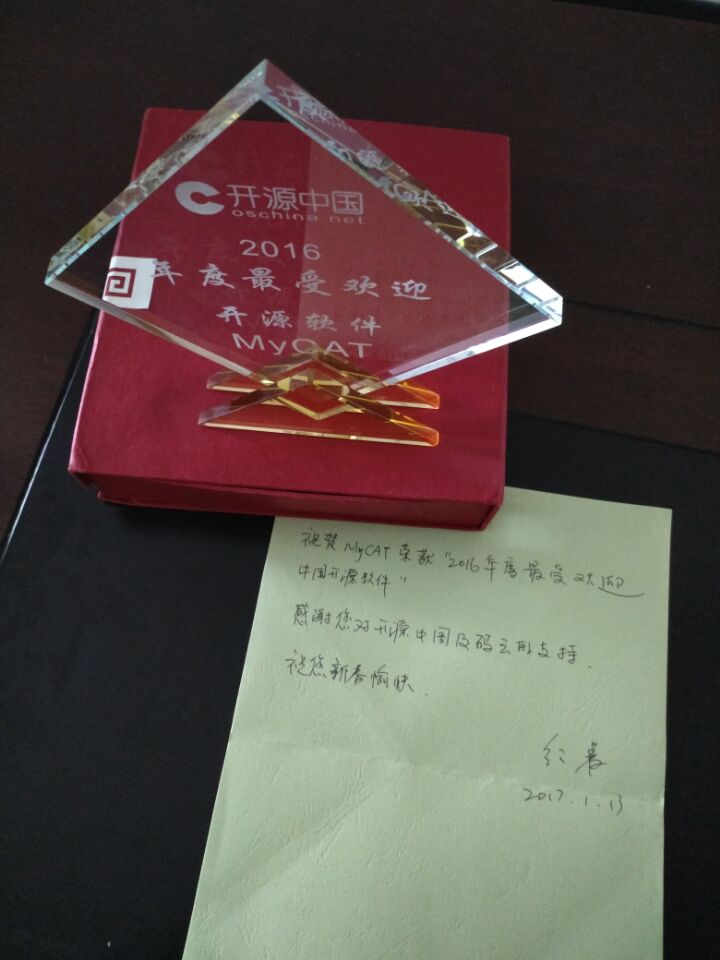 开源中国
oschina.net
2016
年度最受欢迎
开源软件
MyCAT
祝贺 MyCAT 荣获 "2016年度最受欢迎
中国开源软件"
感谢您对开源中国及码云的支持.
祝您新春愉快.
红薯
2017.1.13